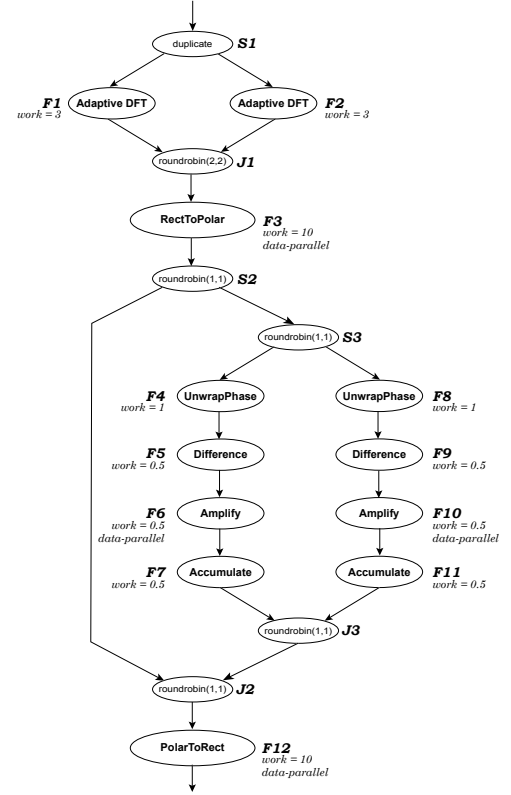 duplicate S1
F1 Adaptive DFT Adaptive DFT F2
work = 3 work = 3
roundrobin(2,2) J1
RectToPolar F3
work = 10
data-parallel
roundrobin(1,1) S2
roundrobin(1,1) S3
F4 UnwrapPhase UnwrapPhase F8
work = 1 work = 1
F5 Difference Difference F9
work = 0.5 work = 0.5
F6 Amplify Amplify F10
work = 0.5 work = 0.5
data-parallel data-parallel
F7 Accumulate Accumulate F11
work = 0.5 work = 0.5
roundrobin(1,1) J3
roundrobin(1,1) J2
PolarToRect F12
work = 10
data-parallel